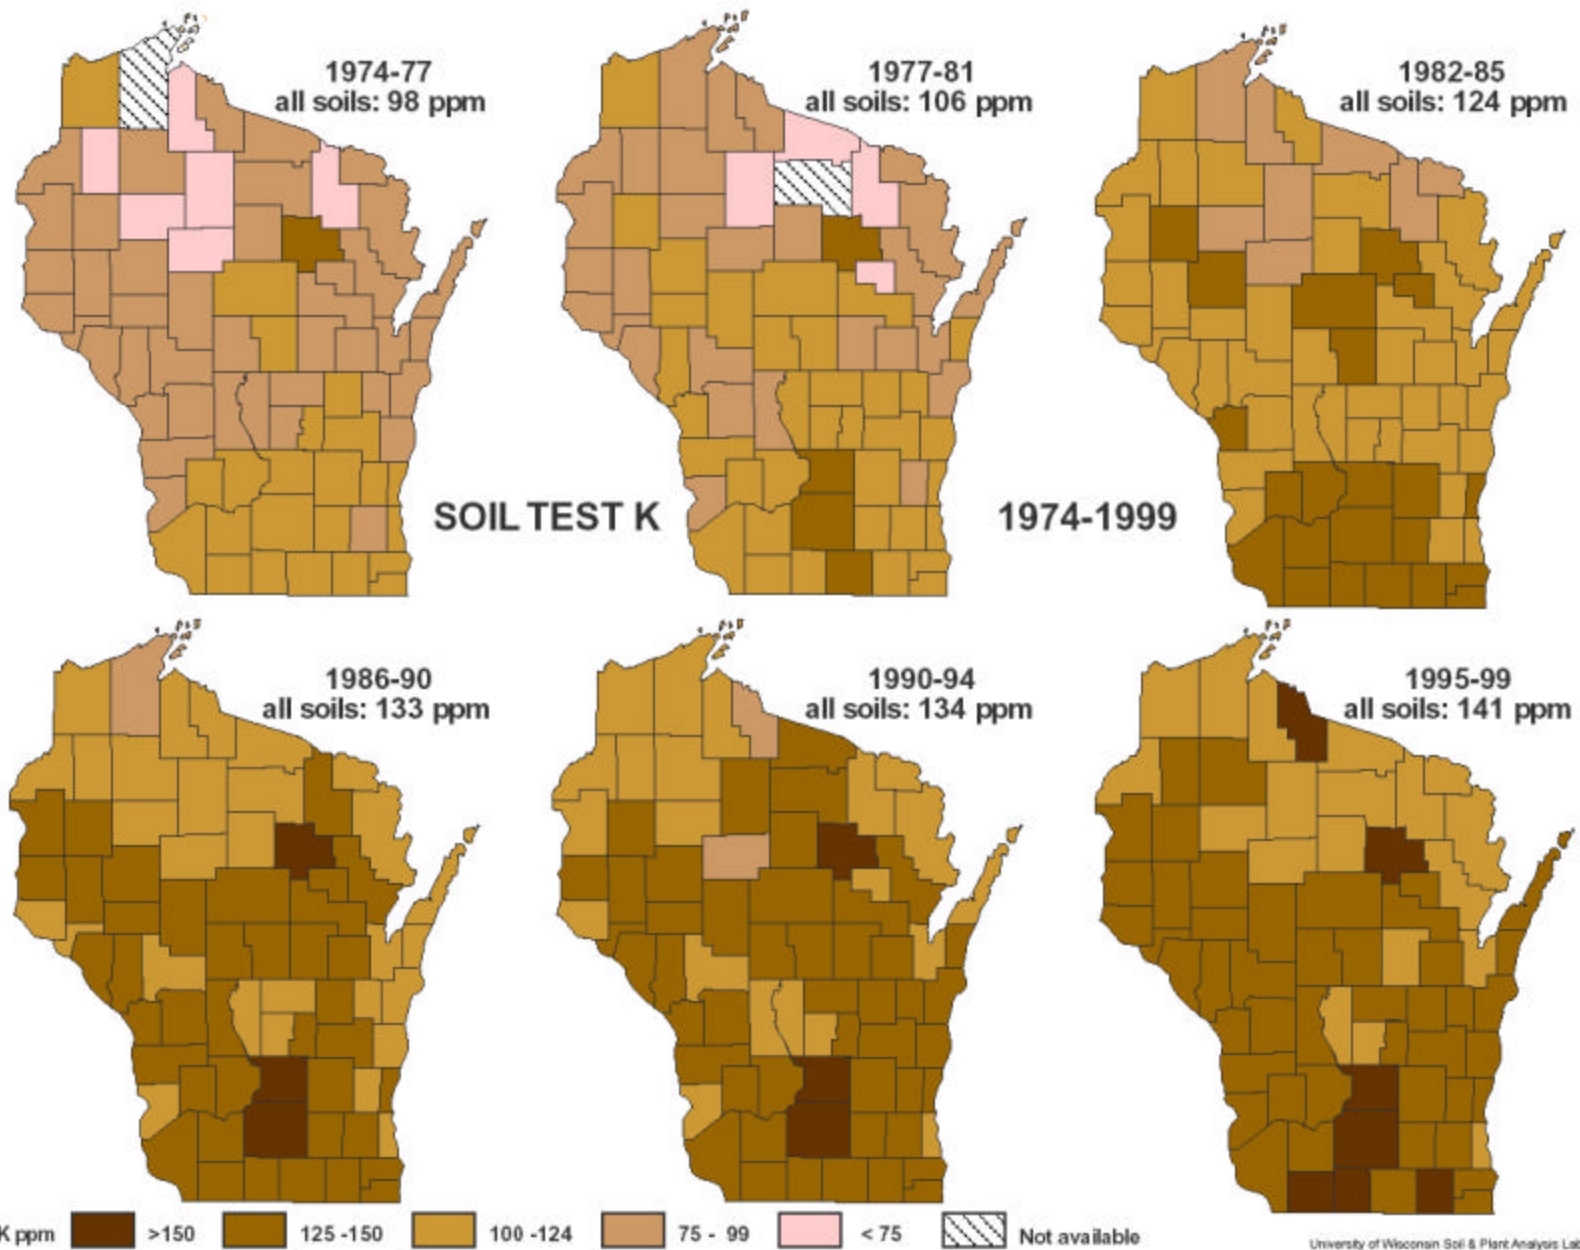 1974-77
all soils: 98 ppm
1977-81
all soils: 106 ppm
1982-85
all soils: 124 ppm
SOIL TEST K
1974-1999
1986-90
all soils: 133 ppm
1990-94
all soils: 134 ppm
1995-99
all soils: 141 ppm
K ppm >150 125 -150 100 -124 75 - 99 < 75 Not available
University of Wisconsin Soil & Plant Analysis Lab